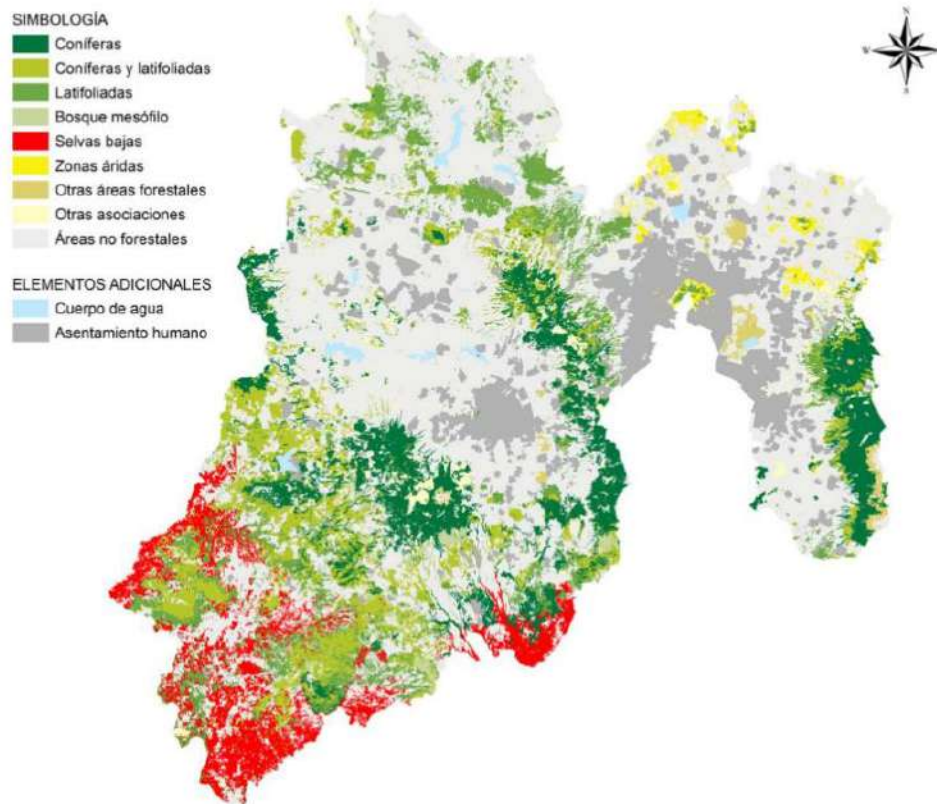 SIMBOLOGÍA
Coníferas
Coníferas y latifoliadas
Latifoliadas
Bosque mesófilo
Selvas bajas
Zonas áridas
Otras áreas forestales
Otras asociaciones
Áreas no forestales
ELEMENTOS ADICIONALES
Cuerpo de agua
Asentamiento humano
N
W
E
S